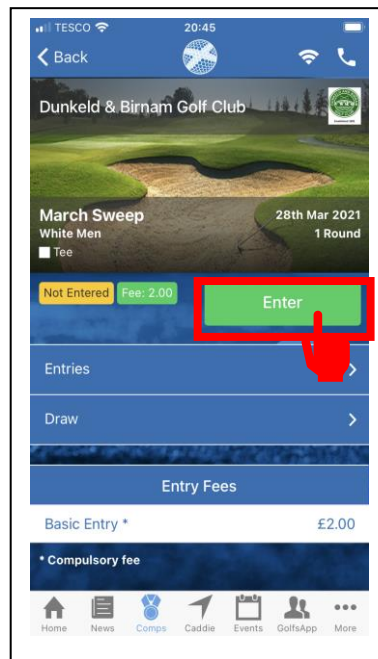 TESCO 20:45
Back
Dunkeld & Birnam Golf Club
March Sweep 28th Mar 2021
White Men 1 Round
Tee
Not Entered Fee: 2.00 Enter
Entries
Draw
Entry Fees
Basic Entry * £2.00
* Compulsory fee
Home News Comps Caddie Events GolfsApp More